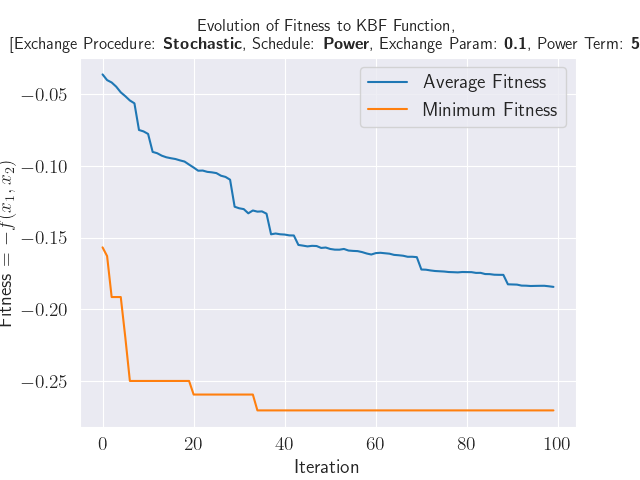 Evolution of Fitness to KBF Function,
[Exchange Procedure: Stochastic, Schedule: Power, Exchange Param: 0.1, Power Term: 5
Average Fitness
Minimum Fitness
−0.05
−0.10
−0.15
−0.20
−0.25
Fitness = −f(x₁, x₂)
0 20 40 60 80 100
Iteration